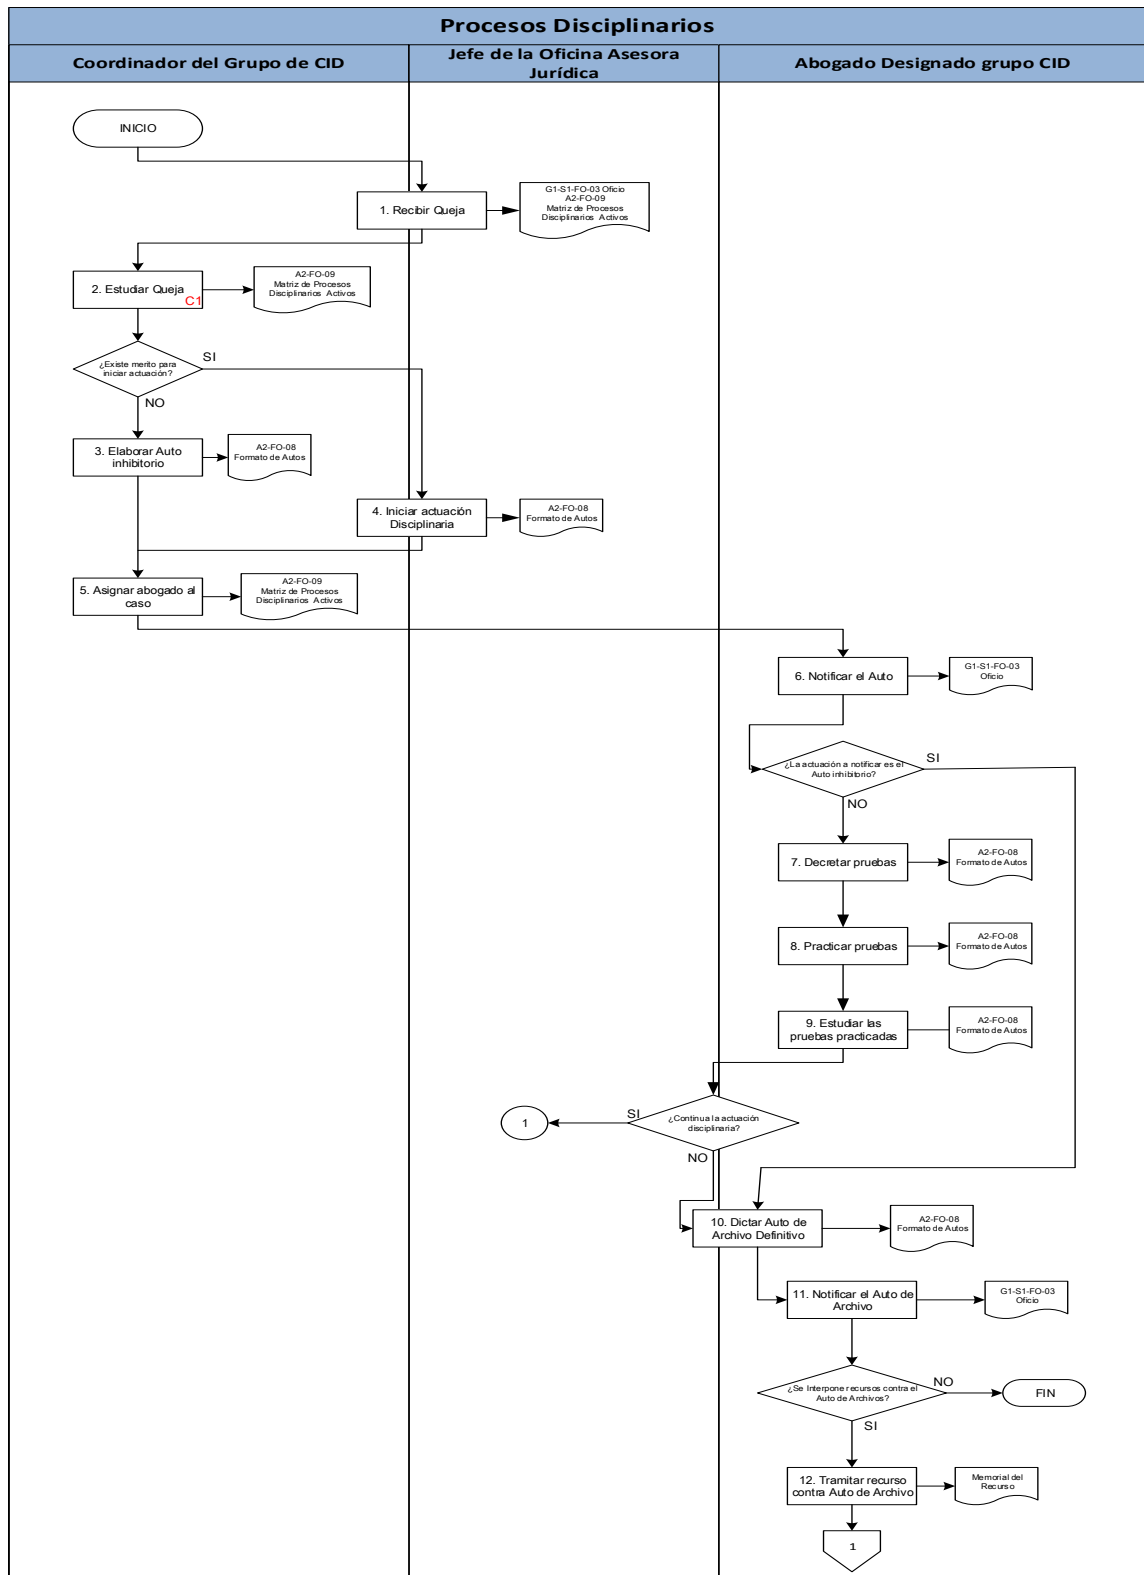 Procesos Disciplinarios
Coordinador del Grupo de CID
Jefe de la Oficina Asesora
Jurídica
Abogado Designado grupo CID
INICIO
1. Recibir Queja
G1-S1-FO-03 Oficio
A2-FO-09
Matriz de Procesos
Disciplinarios Activos
2. Estudiar Queja
C1
A2-FO-09
Matriz de Procesos
Disciplinarios Activos
¿Existe merito para
iniciar actuación?
SI
NO
3. Elaborar Auto
inhibitorio
A2-FO-08
Formato de Autos
4. Iniciar actuación
Disciplinaria
A2-FO-08
Formato de Autos
5. Asignar abogado al
caso
A2-FO-09
Matriz de Procesos
Disciplinarios Activos
6. Notificar el Auto
G1-S1-FO-03
Oficio
¿La actuación a notificar es el
Auto inhibitorio?
SI
NO
7. Decretar pruebas
A2-FO-08
Formato de Autos
8. Practicar pruebas
A2-FO-08
Formato de Autos
9. Estudiar las
pruebas practicadas
A2-FO-08
Formato de Autos
1
SI
¿Continua la actuación
disciplinaria?
NO
10. Dictar Auto de
Archivo Definitivo
A2-FO-08
Formato de Autos
11. Notificar el Auto de
Archivo
G1-S1-FO-03
Oficio
¿Se Interpone recursos contra el
Auto de Archivos?
NO
FIN
SI
12. Tramitar recurso
contra Auto de Archivo
Memorial del
Recurso
1